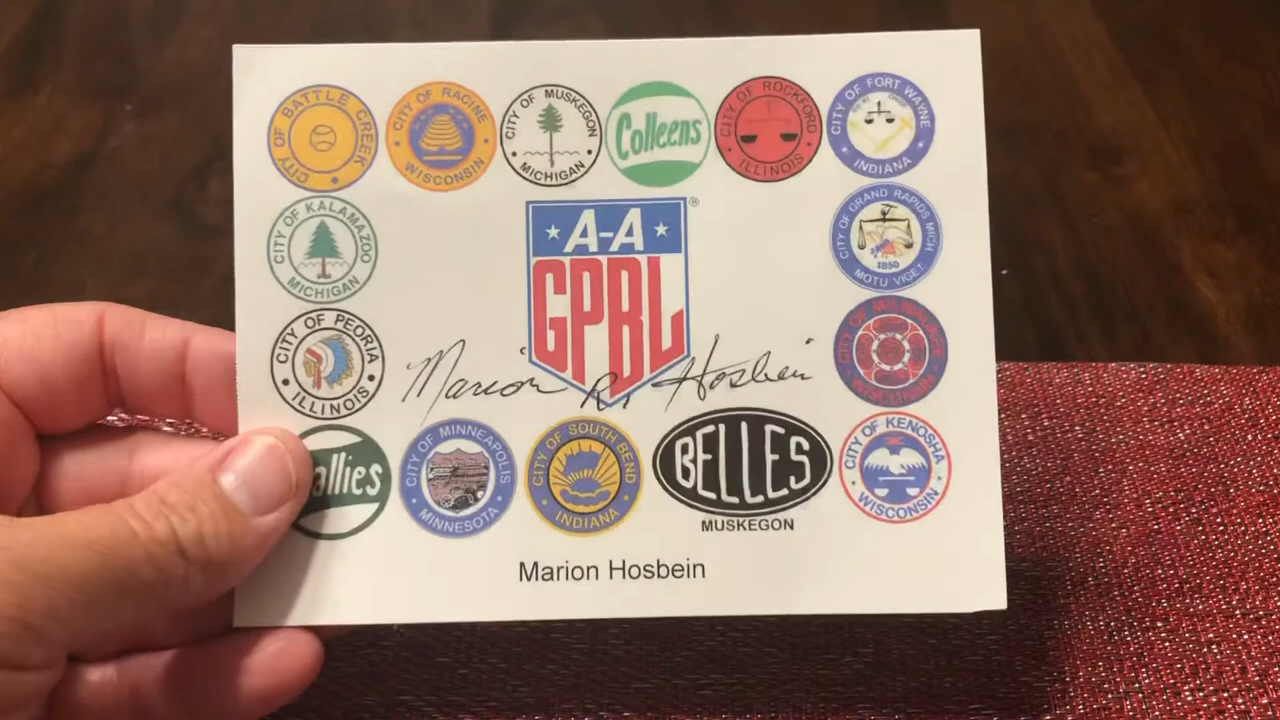 CITY OF BATTLE CREEK
CITY OF RACINE
WISCONSIN
CITY OF MUSKEGON
MICHIGAN
Colleens
CITY OF ROCKFORD
ILLINOIS
CITY OF FORT WAYNE
INDIANA
CITY OF KALAMAZOO
MICHIGAN
A-A
GPBL
®
CITY OF GRAND RAPIDS MICH
1850
MOTU VIGET
CITY OF PEORIA
ILLINOIS
Marion R. Hosbein
CITY OF MILWAUKEE
WISCONSIN
allies
CITY OF MINNEAPOLIS
MINNESOTA
CITY OF SOUTH BEND
INDIANA
BELLES
MUSKEGON
CITY OF KENOSHA
WISCONSIN
Marion Hosbein